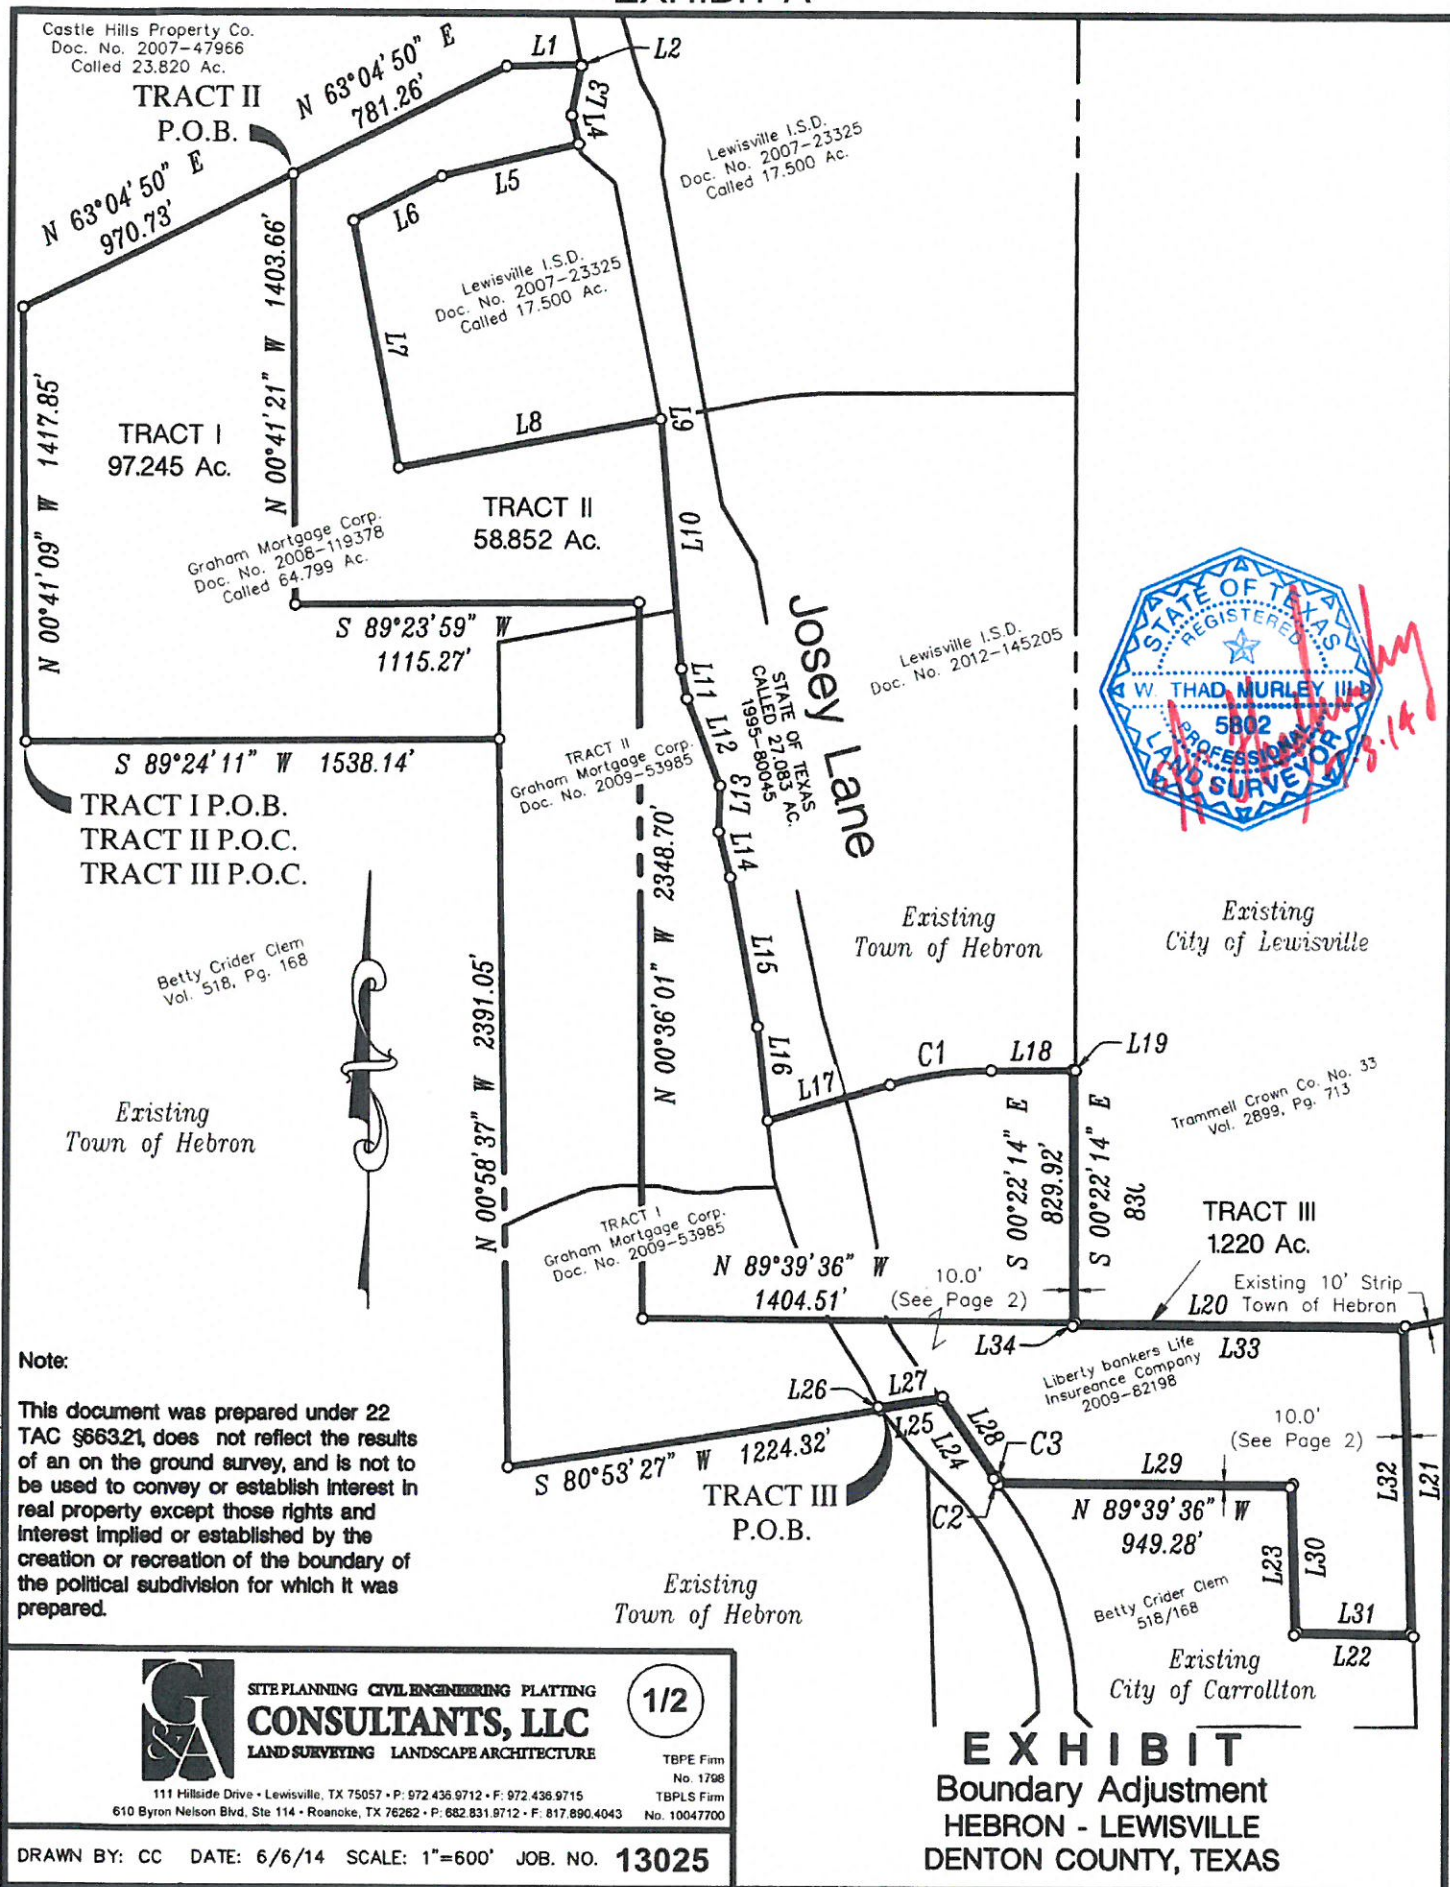 Castle Hills Property Co.
Doc. No. 2007-47966
Called 23.820 Ac.
TRACT II
P.O.B.
N 63°04'50" E
781.26'
L1
L2
L3
L4
L5
L6
N 63°04'50" E
970.73'
Lewisville I.S.D.
Doc. No. 2007-23325
Called 17.500 Ac.
Lewisville I.S.D.
Doc. No. 2007-23325
Called 17.500 Ac.
L7
L8
L9
L10
N 00°41'09" W 1417.85'
TRACT I
97.245 Ac.
N 00°41'21" W 1403.66'
TRACT II
58.852 Ac.
Graham Mortgage Corp.
Doc. No. 2008-119378
Called 64.799 Ac.
S 89°23'59" W
1115.27'
Josey Lane
STATE OF TEXAS
CALLED 27.083 AC.
1995-80045
Lewisville I.S.D.
Doc. No. 2012-145205
STATE OF TEXAS
REGISTERED
W. THAD MURLEY III
5802
PROFESSIONAL
LAND SURVEYOR
S 89°24'11" W 1538.14'
TRACT I P.O.B.
TRACT II P.O.C.
TRACT III P.O.C.
TRACT II
Graham Mortgage Corp.
Doc. No. 2009-53985
L11
L12
L13
L14
L15
L16
L17
C1
L18
L19
N 00°36'01" W 2348.70'
N 00°58'37" W 2391.05'
Betty Crider Clem
Vol. 518, Pg. 168
Existing
Town of Hebron
Existing
Town of Hebron
Existing
City of Lewisville
Trammell Crown Co. No. 33
Vol. 2899, Pg. 713
S 00°22'14" E
829.92'
S 00°22'14" E
TRACT III
1.220 Ac.
TRACT I
Graham Mortgage Corp.
Doc. No. 2009-53985
N 89°39'36" W
1404.51'
10.0'
(See Page 2)
Existing 10' Strip
Town of Hebron
L20
L33
L34
Liberty bankers Life
Insureance Company
2009-82198
L26
L27
L25
L24
L28
C3
C2
L29
10.0'
(See Page 2)
L32
L21
S 80°53'27" W 1224.32'
TRACT III
P.O.B.
N 89°39'36" W
949.28'
L23
L30
L31
L22
Betty Crider Clem
518/168
Existing
City of Carrollton
Existing
Town of Hebron
Note:
This document was prepared under 22
TAC §663.21, does not reflect the results
of an on the ground survey, and is not to
be used to convey or establish interest in
real property except those rights and
interest implied or established by the
creation or recreation of the boundary of
the political subdivision for which it was
prepared.
G&A
SITE PLANNING CIVIL ENGINEERING PLATTING
CONSULTANTS, LLC
LAND SURVEYING LANDSCAPE ARCHITECTURE
1/2
TBPE Firm
No. 1798
TBPLS Firm
No. 10047700
111 Hillside Drive • Lewisville, TX 75057 • P: 972.436.9712 • F: 972.436.9715
610 Byron Nelson Blvd, Ste 114 • Roanoke, TX 76262 • P: 682.831.9712 • F: 817.890.4043
DRAWN BY: CC DATE: 6/6/14 SCALE: 1"=600' JOB. NO. 13025
EXHIBIT
Boundary Adjustment
HEBRON - LEWISVILLE
DENTON COUNTY, TEXAS